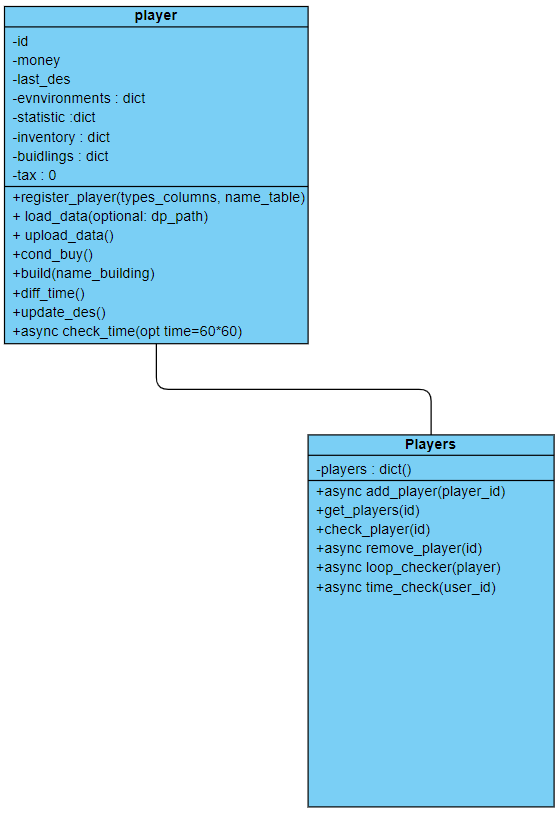 player
-id
-money
-last_des
-evnvironments : dict
-statistic :dict
-inventory : dict
-buidlings : dict
-tax : 0
+register_player(types_columns, name_table)
+ load_data(optional: dp_path)
+ upload_data()
+cond_buy()
+build(name_building)
+diff_time()
+update_des()
+async check_time(opt time=60*60)
Players
-players : dict()
+async add_player(player_id)
+get_players(id)
+check_player(id)
+async remove_player(id)
+async loop_checker(player)
+async time_check(user_id)